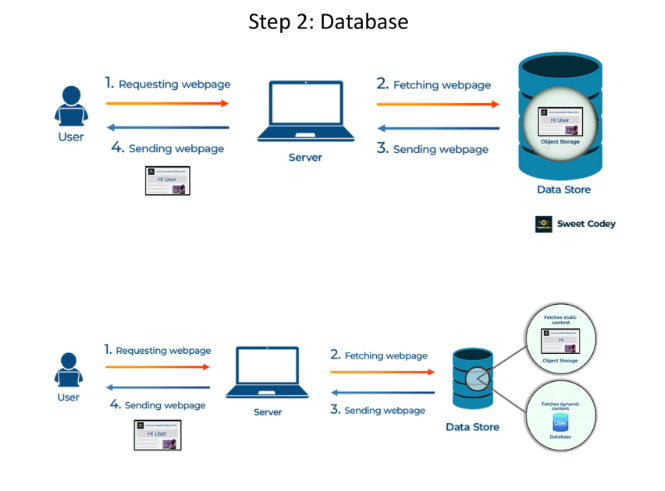 Step 2: Database
1. Requesting webpage
2. Fetching webpage
Hi User
Object Storage
User
3. Sending webpage
4. Sending webpage
Server
Data Store
Hi User
Sweet Codey
Fetches static
content
1. Requesting webpage
2. Fetching webpage
Hi
Object Storage
User
4. Sending webpage
Server
3. Sending webpage
Fetches dynamic
content
User
Data Store
Database
Hi User